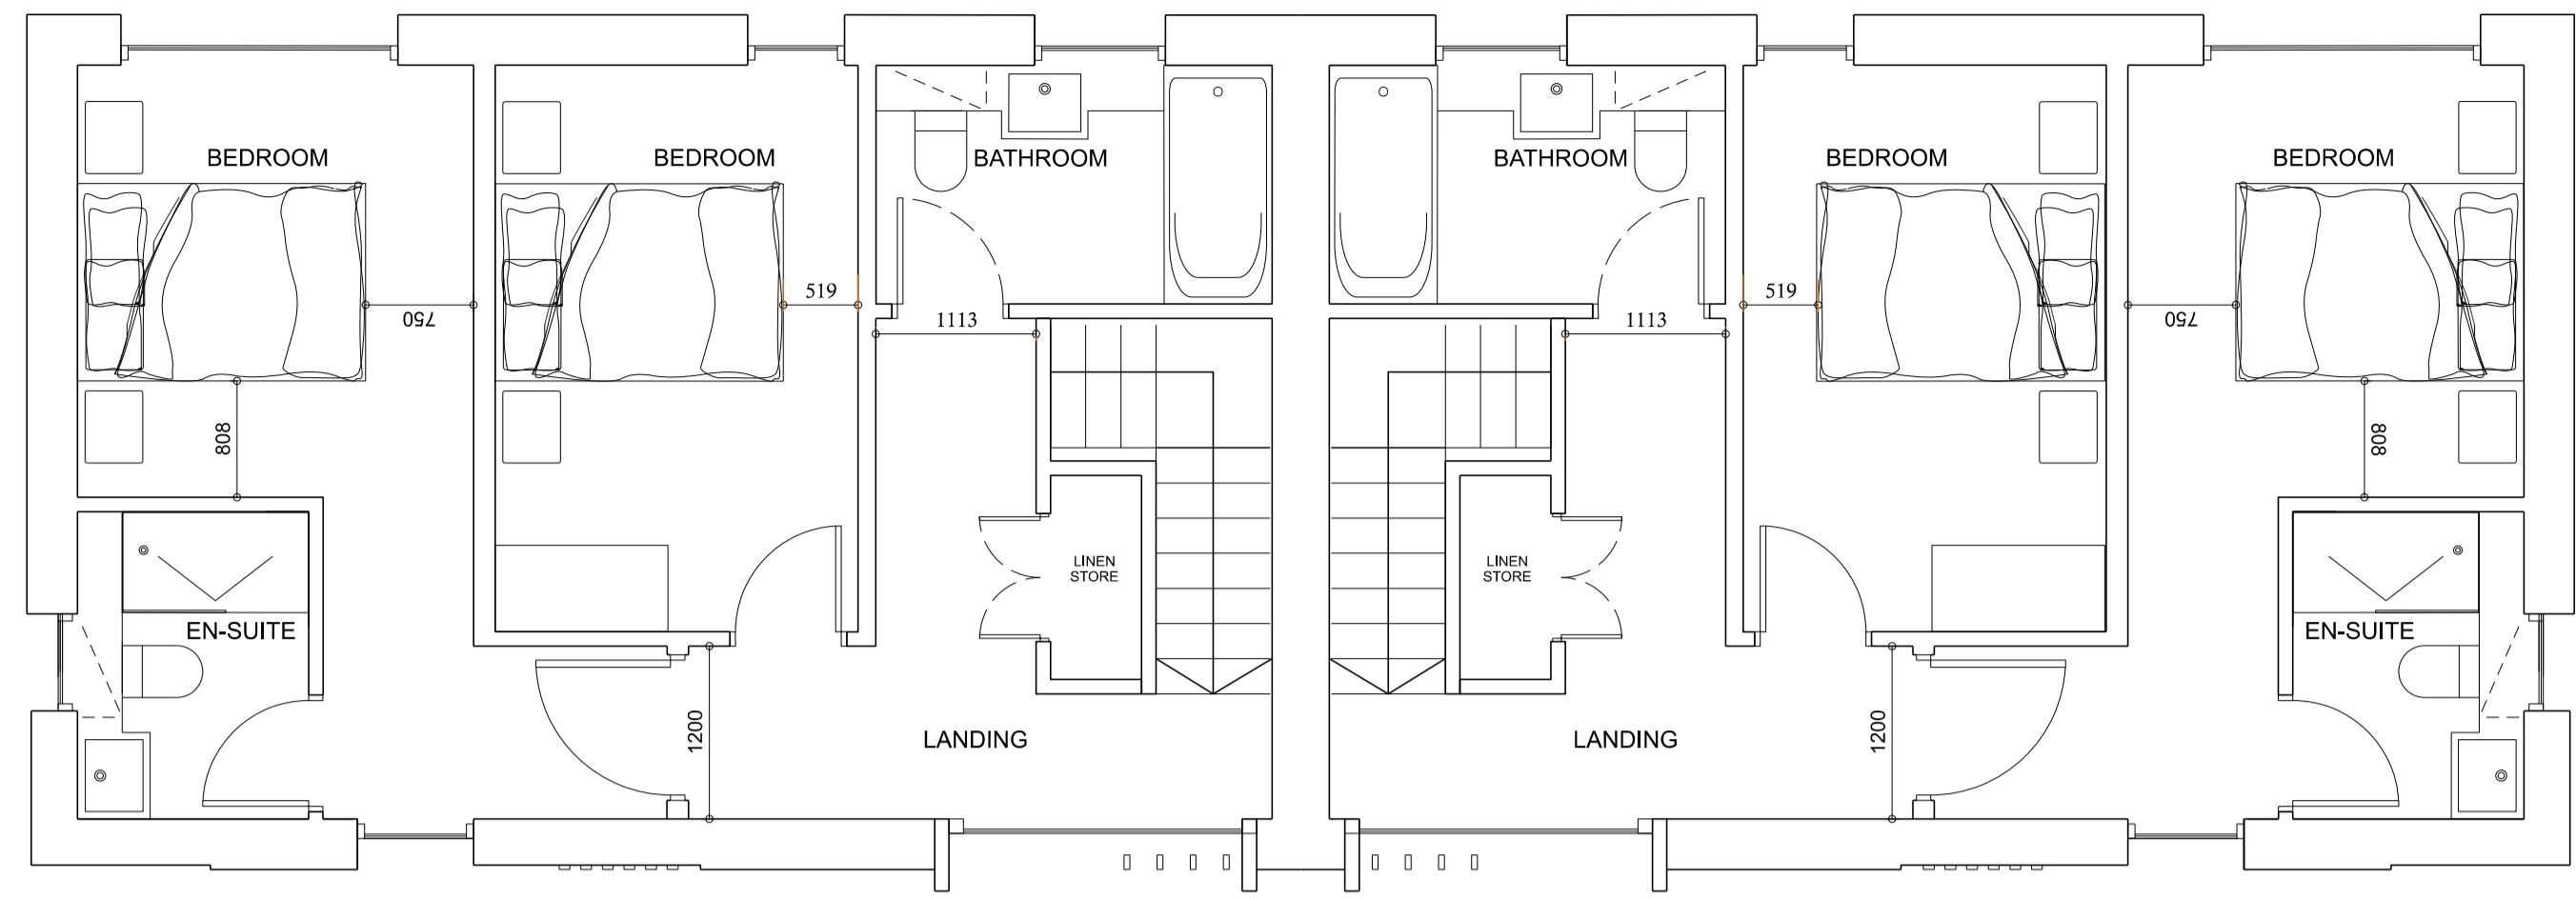 BEDROOM
BEDROOM
BATHROOM
BATHROOM
BEDROOM
BEDROOM
750
519
1113
1113
519
750
808
808
LINEN
STORE
LINEN
STORE
EN-SUITE
EN-SUITE
1200
LANDING
LANDING
1200